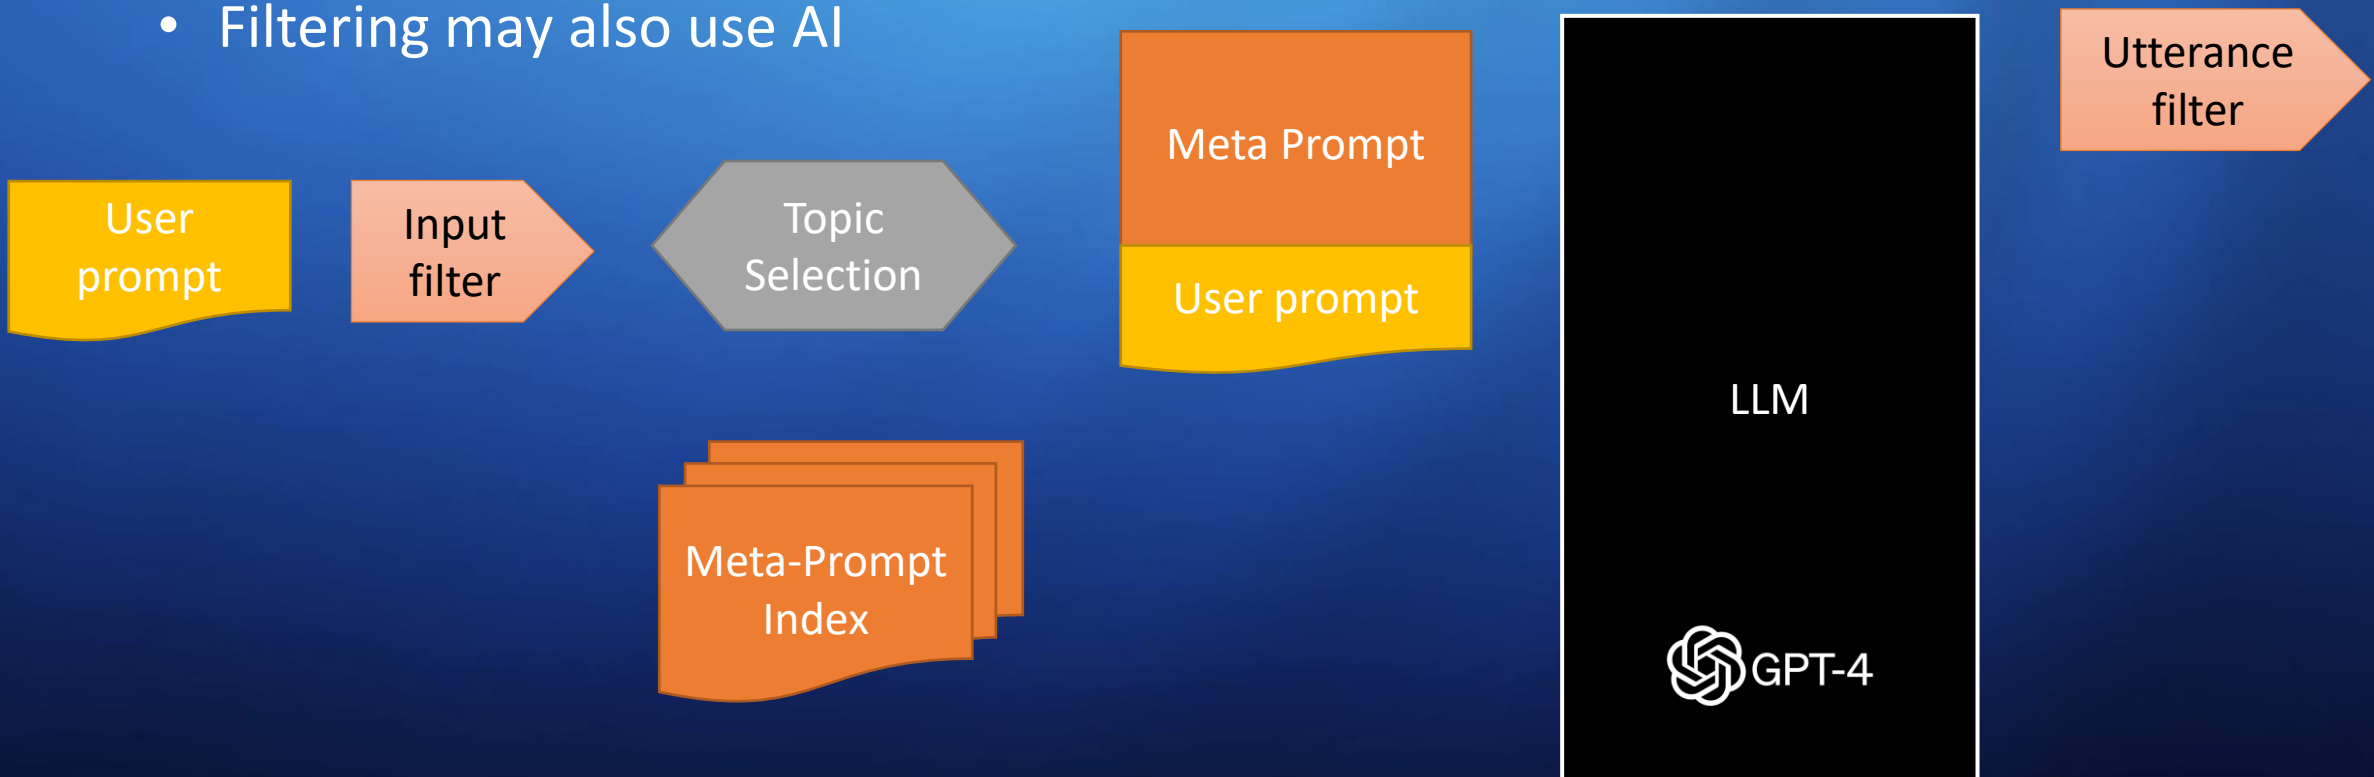 • Filtering may also use AI
User
prompt
Input
filter
Topic
Selection
Meta-Prompt
Index
Meta Prompt
User prompt
LLM
GPT-4
Utterance
filter